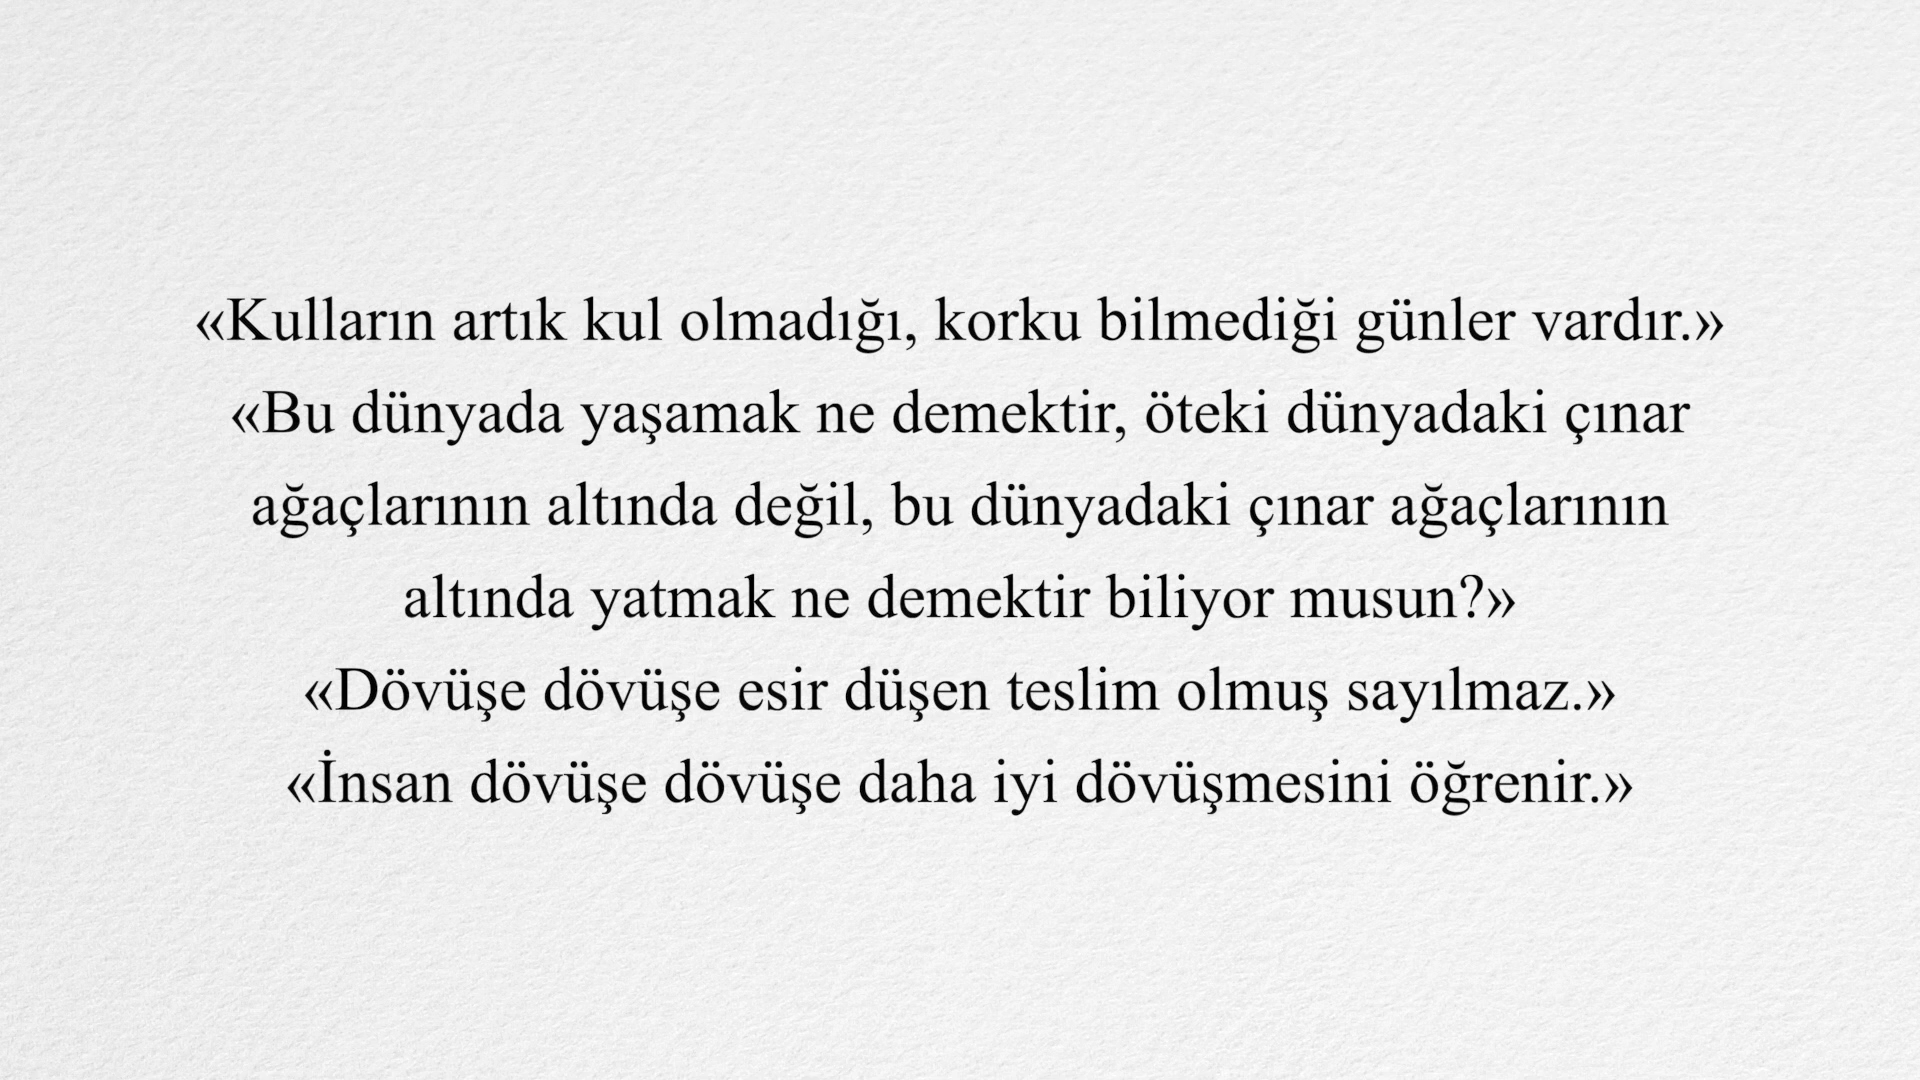 «Kulların artık kul olmadığı, korku bilmediği günler vardır.»
«Bu dünyada yaşamak ne demektir, öteki dünyadaki çınar
ağaçlarının altında değil, bu dünyadaki çınar ağaçlarının
altında yatmak ne demektir biliyor musun?»
«Dövüşe dövüşe esir düşen teslim olmuş sayılmaz.»
«İnsan dövüşe dövüşe daha iyi dövüşmesini öğrenir.»